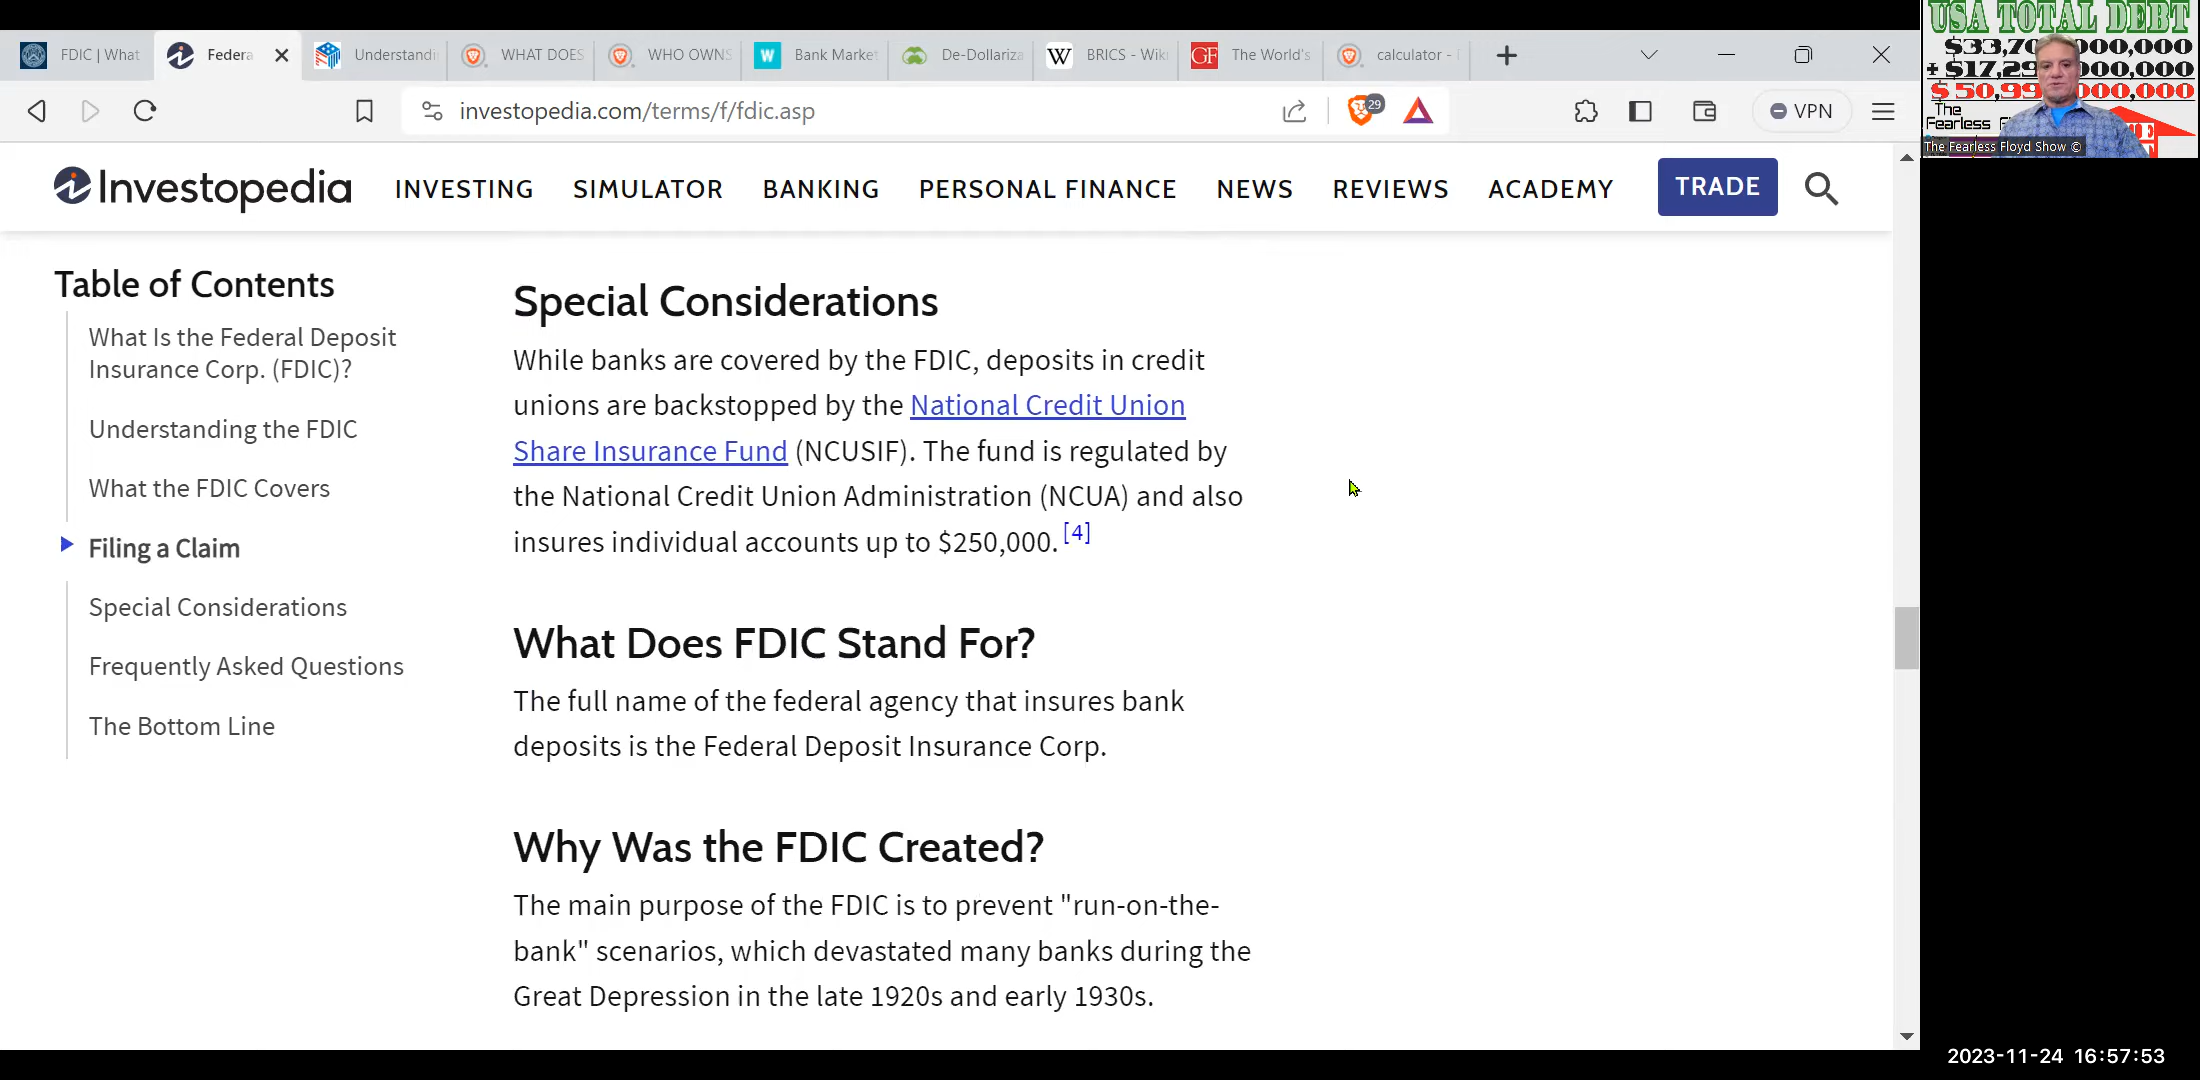 FDIC | What
Federa
Understandi
WHAT DOES
WHO OWNS
Bank Market
De-Dollariza
BRICS - Wiki
The World's
calculator -
investopedia.com/terms/f/fdic.asp
29
VPN
Investopedia
INVESTING
SIMULATOR
BANKING
PERSONAL FINANCE
NEWS
REVIEWS
ACADEMY
TRADE
Table of Contents
What Is the Federal Deposit
Insurance Corp. (FDIC)?
Understanding the FDIC
What the FDIC Covers
Filing a Claim
Special Considerations
Frequently Asked Questions
The Bottom Line
Special Considerations
While banks are covered by the FDIC, deposits in credit
unions are backstopped by the National Credit Union
Share Insurance Fund (NCUSIF). The fund is regulated by
the National Credit Union Administration (NCUA) and also
insures individual accounts up to $250,000. [4]
What Does FDIC Stand For?
The full name of the federal agency that insures bank
deposits is the Federal Deposit Insurance Corp.
Why Was the FDIC Created?
The main purpose of the FDIC is to prevent "run-on-the-
bank" scenarios, which devastated many banks during the
Great Depression in the late 1920s and early 1930s.
USA TOTAL DEBT
The
Fearless
The Fearless Floyd Show ©
2023-11-24 16:57:53